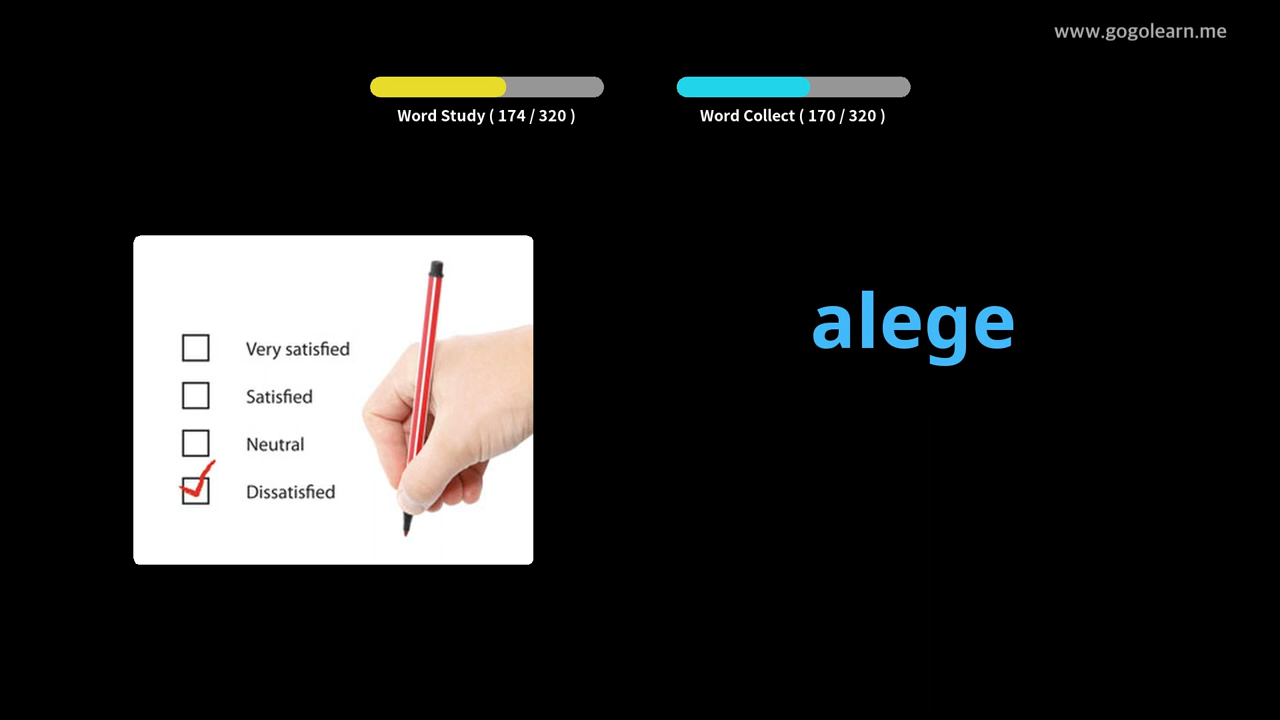 www.gogolearn.me
Word Study ( 174 / 320 )
Word Collect ( 170 / 320 )
Very satisfied
Satisfied
Neutral
Dissatisfied
alege